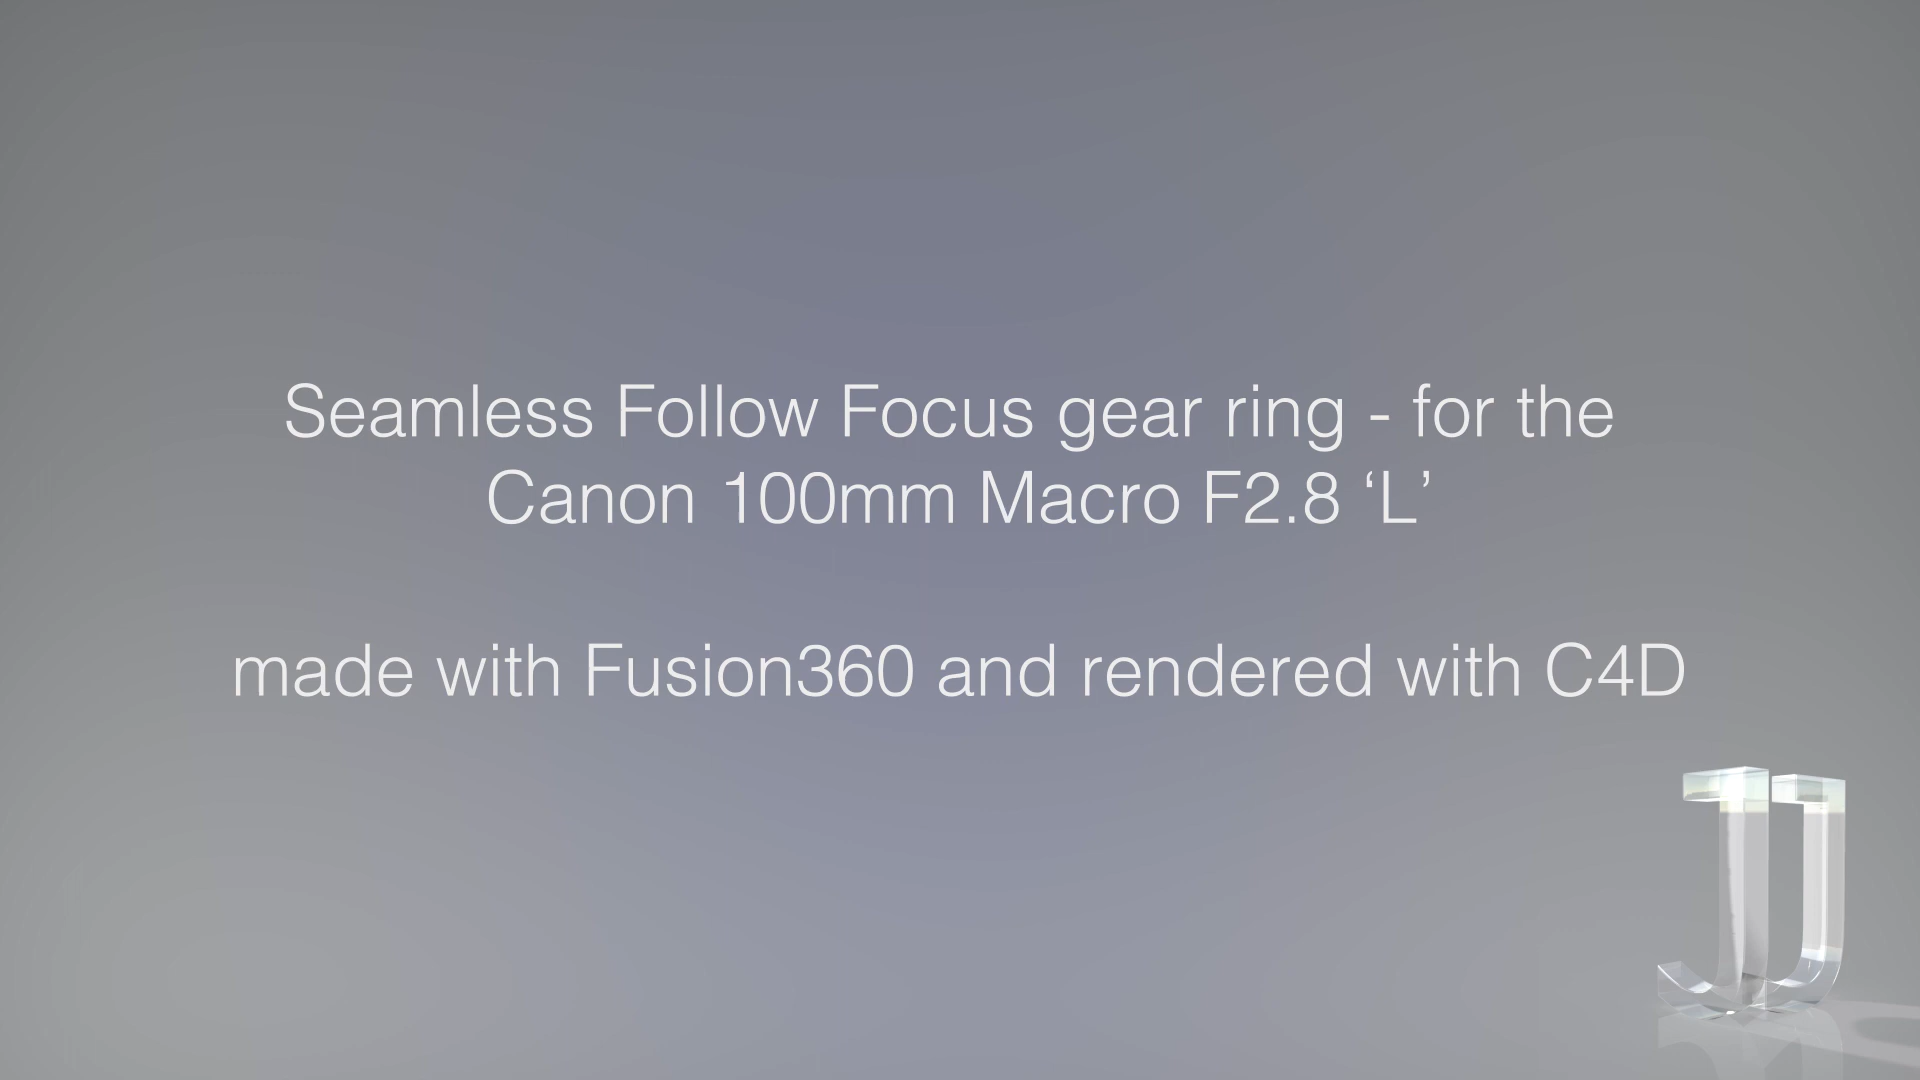 Seamless Follow Focus gear ring - for the
Canon 100mm Macro F2.8 ‘L’
made with Fusion360 and rendered with C4D
JJ